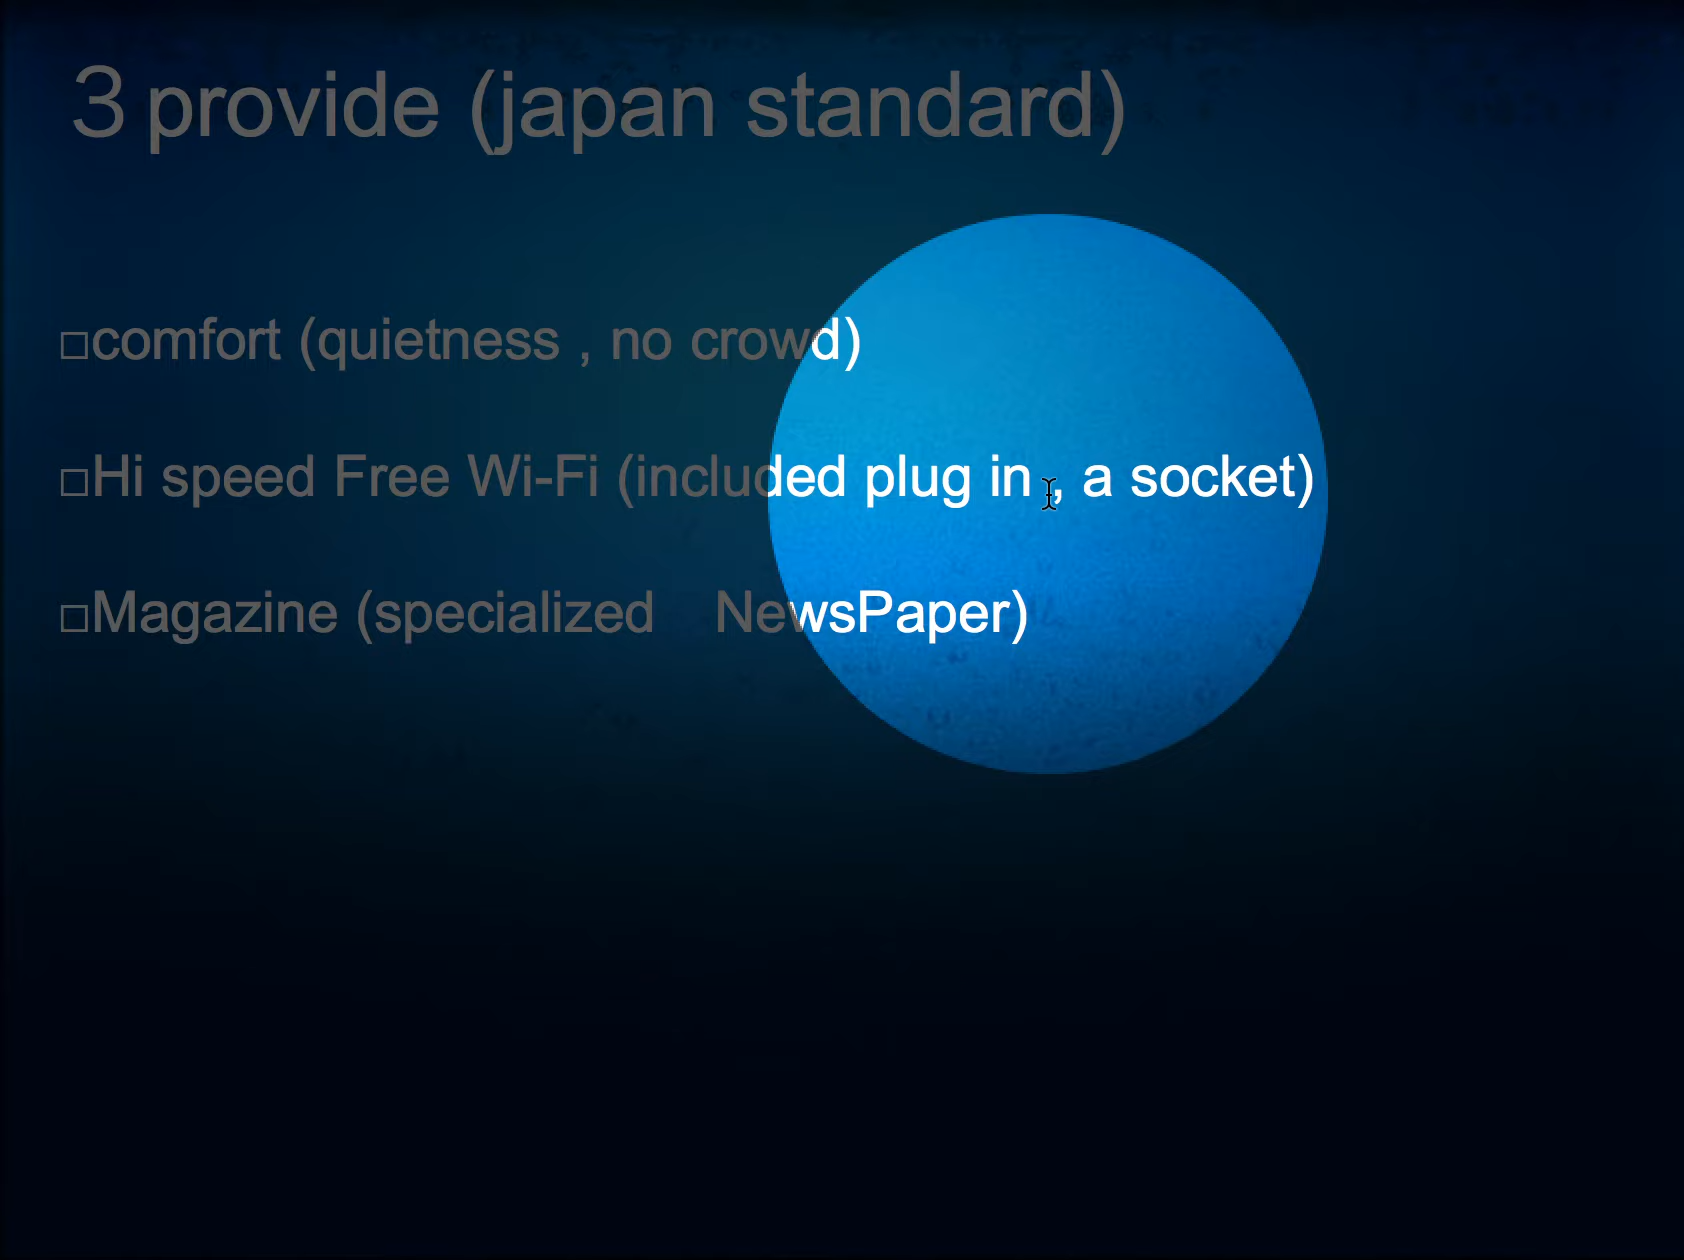 3 provide (japan standard)
□comfort (quietness , no crowd)
□Hi speed Free Wi-Fi (included plug in , a socket)
□Magazine (specialized　NewsPaper)